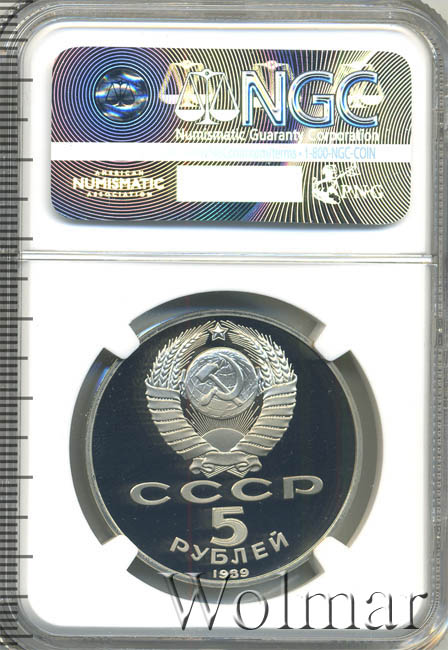 NGC
Numismatic Guaranty Corporation
1-800-NGC-COIN
AMERICAN
NUMISMATIC
ASSOCIATION
PNG
СССР
5
РУБЛЕЙ
1989
Wolmar